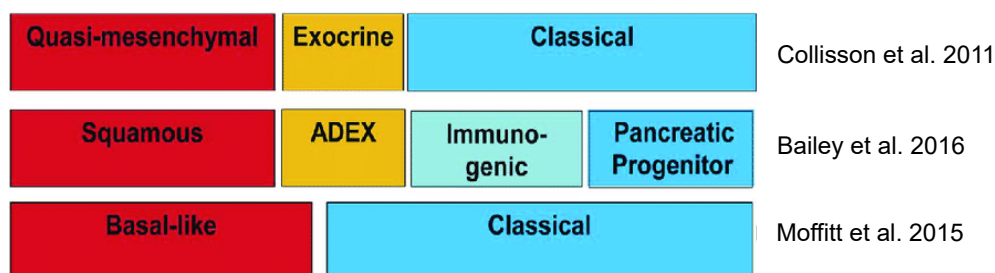 Quasi-mesenchymal Exocrine Classical Collisson et al. 2011
Squamous ADEX Immuno-
genic Pancreatic
Progenitor Bailey et al. 2016
Basal-like Classical Moffitt et al. 2015